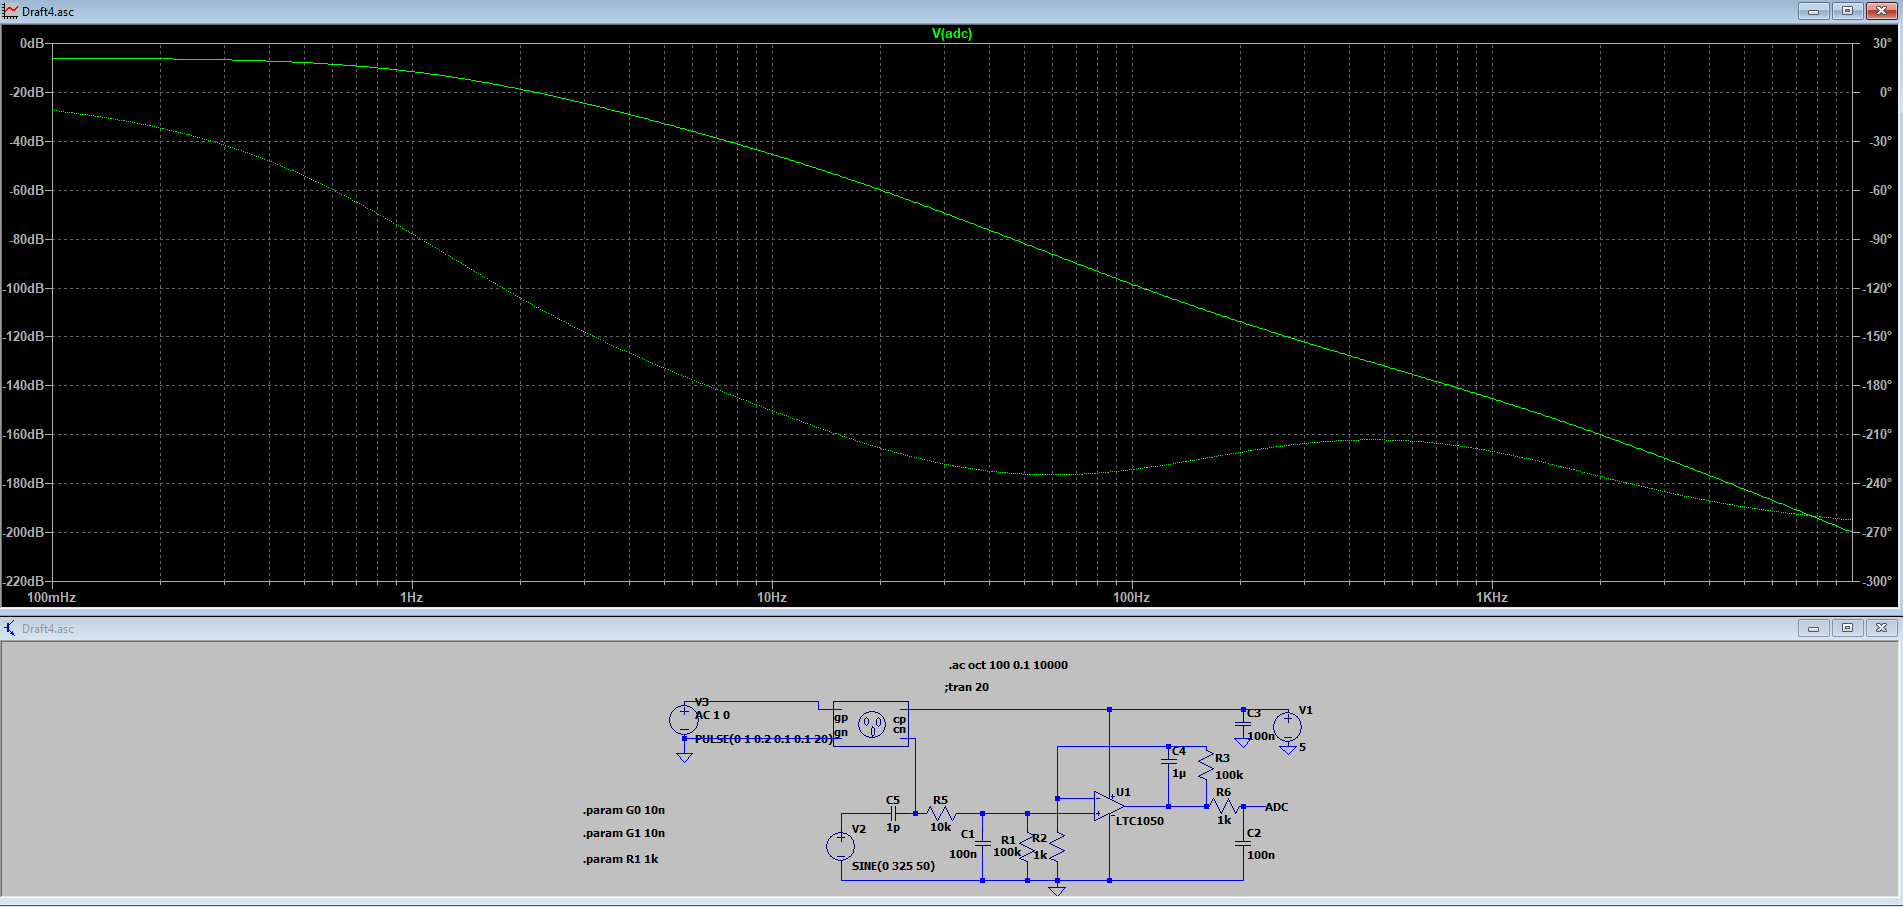 Draft4.asc
V(adc)
0dB
-20dB
-40dB
-60dB
-80dB
-100dB
-120dB
-140dB
-160dB
-180dB
-200dB
-220dB
30°
0°
-30°
-60°
-90°
-120°
-150°
-180°
-210°
-240°
-270°
-300°
100mHz 1Hz 10Hz 100Hz 1KHz
Draft4.asc
.ac oct 100 0.1 10000
;tran 20
V3
AC 1 0
PULSE(0 1 0.2 0.1 0.1 20)
gp
gn
cp
cn
C3
100n
V1
5
C4
1µ
R3
100k
U1
LTC1050
R6
1k
ADC
C2
100n
C5
1p
R5
10k
C1
100n
R1
100k
R2
1k
V2
SINE(0 325 50)
.param G0 10n
.param G1 10n
.param R1 1k